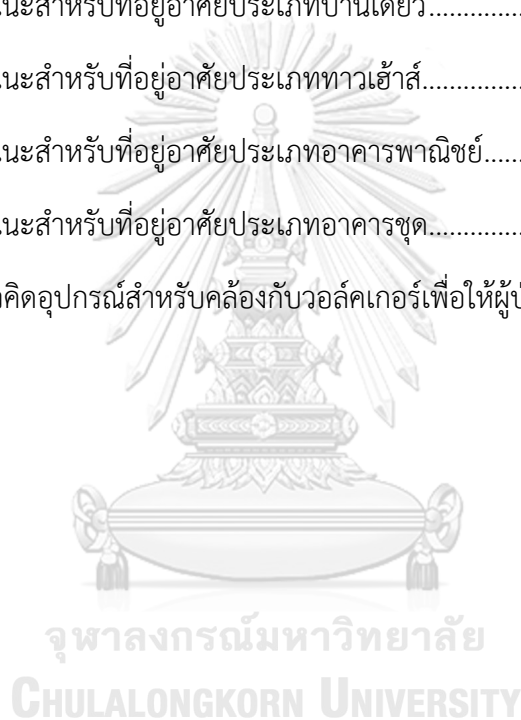 นะสำหรับที่อยู่อาศัยประเภทบ้านเดี่ยว................
นะสำหรับที่อยู่อาศัยประเภททาวเฮ้าส์..............
นะสำหรับที่อยู่อาศัยประเภทอาคารพาณิชย์......
นะสำหรับที่อยู่อาศัยประเภทอาคารชุด..............
คิดอุปกรณ์สำหรับคล้องกับวอล์คเกอร์เพื่อให้ผู้
จุฬาลงกรณ์มหาวิทยาลัย
CHULALONGKORN UNIVERSITY